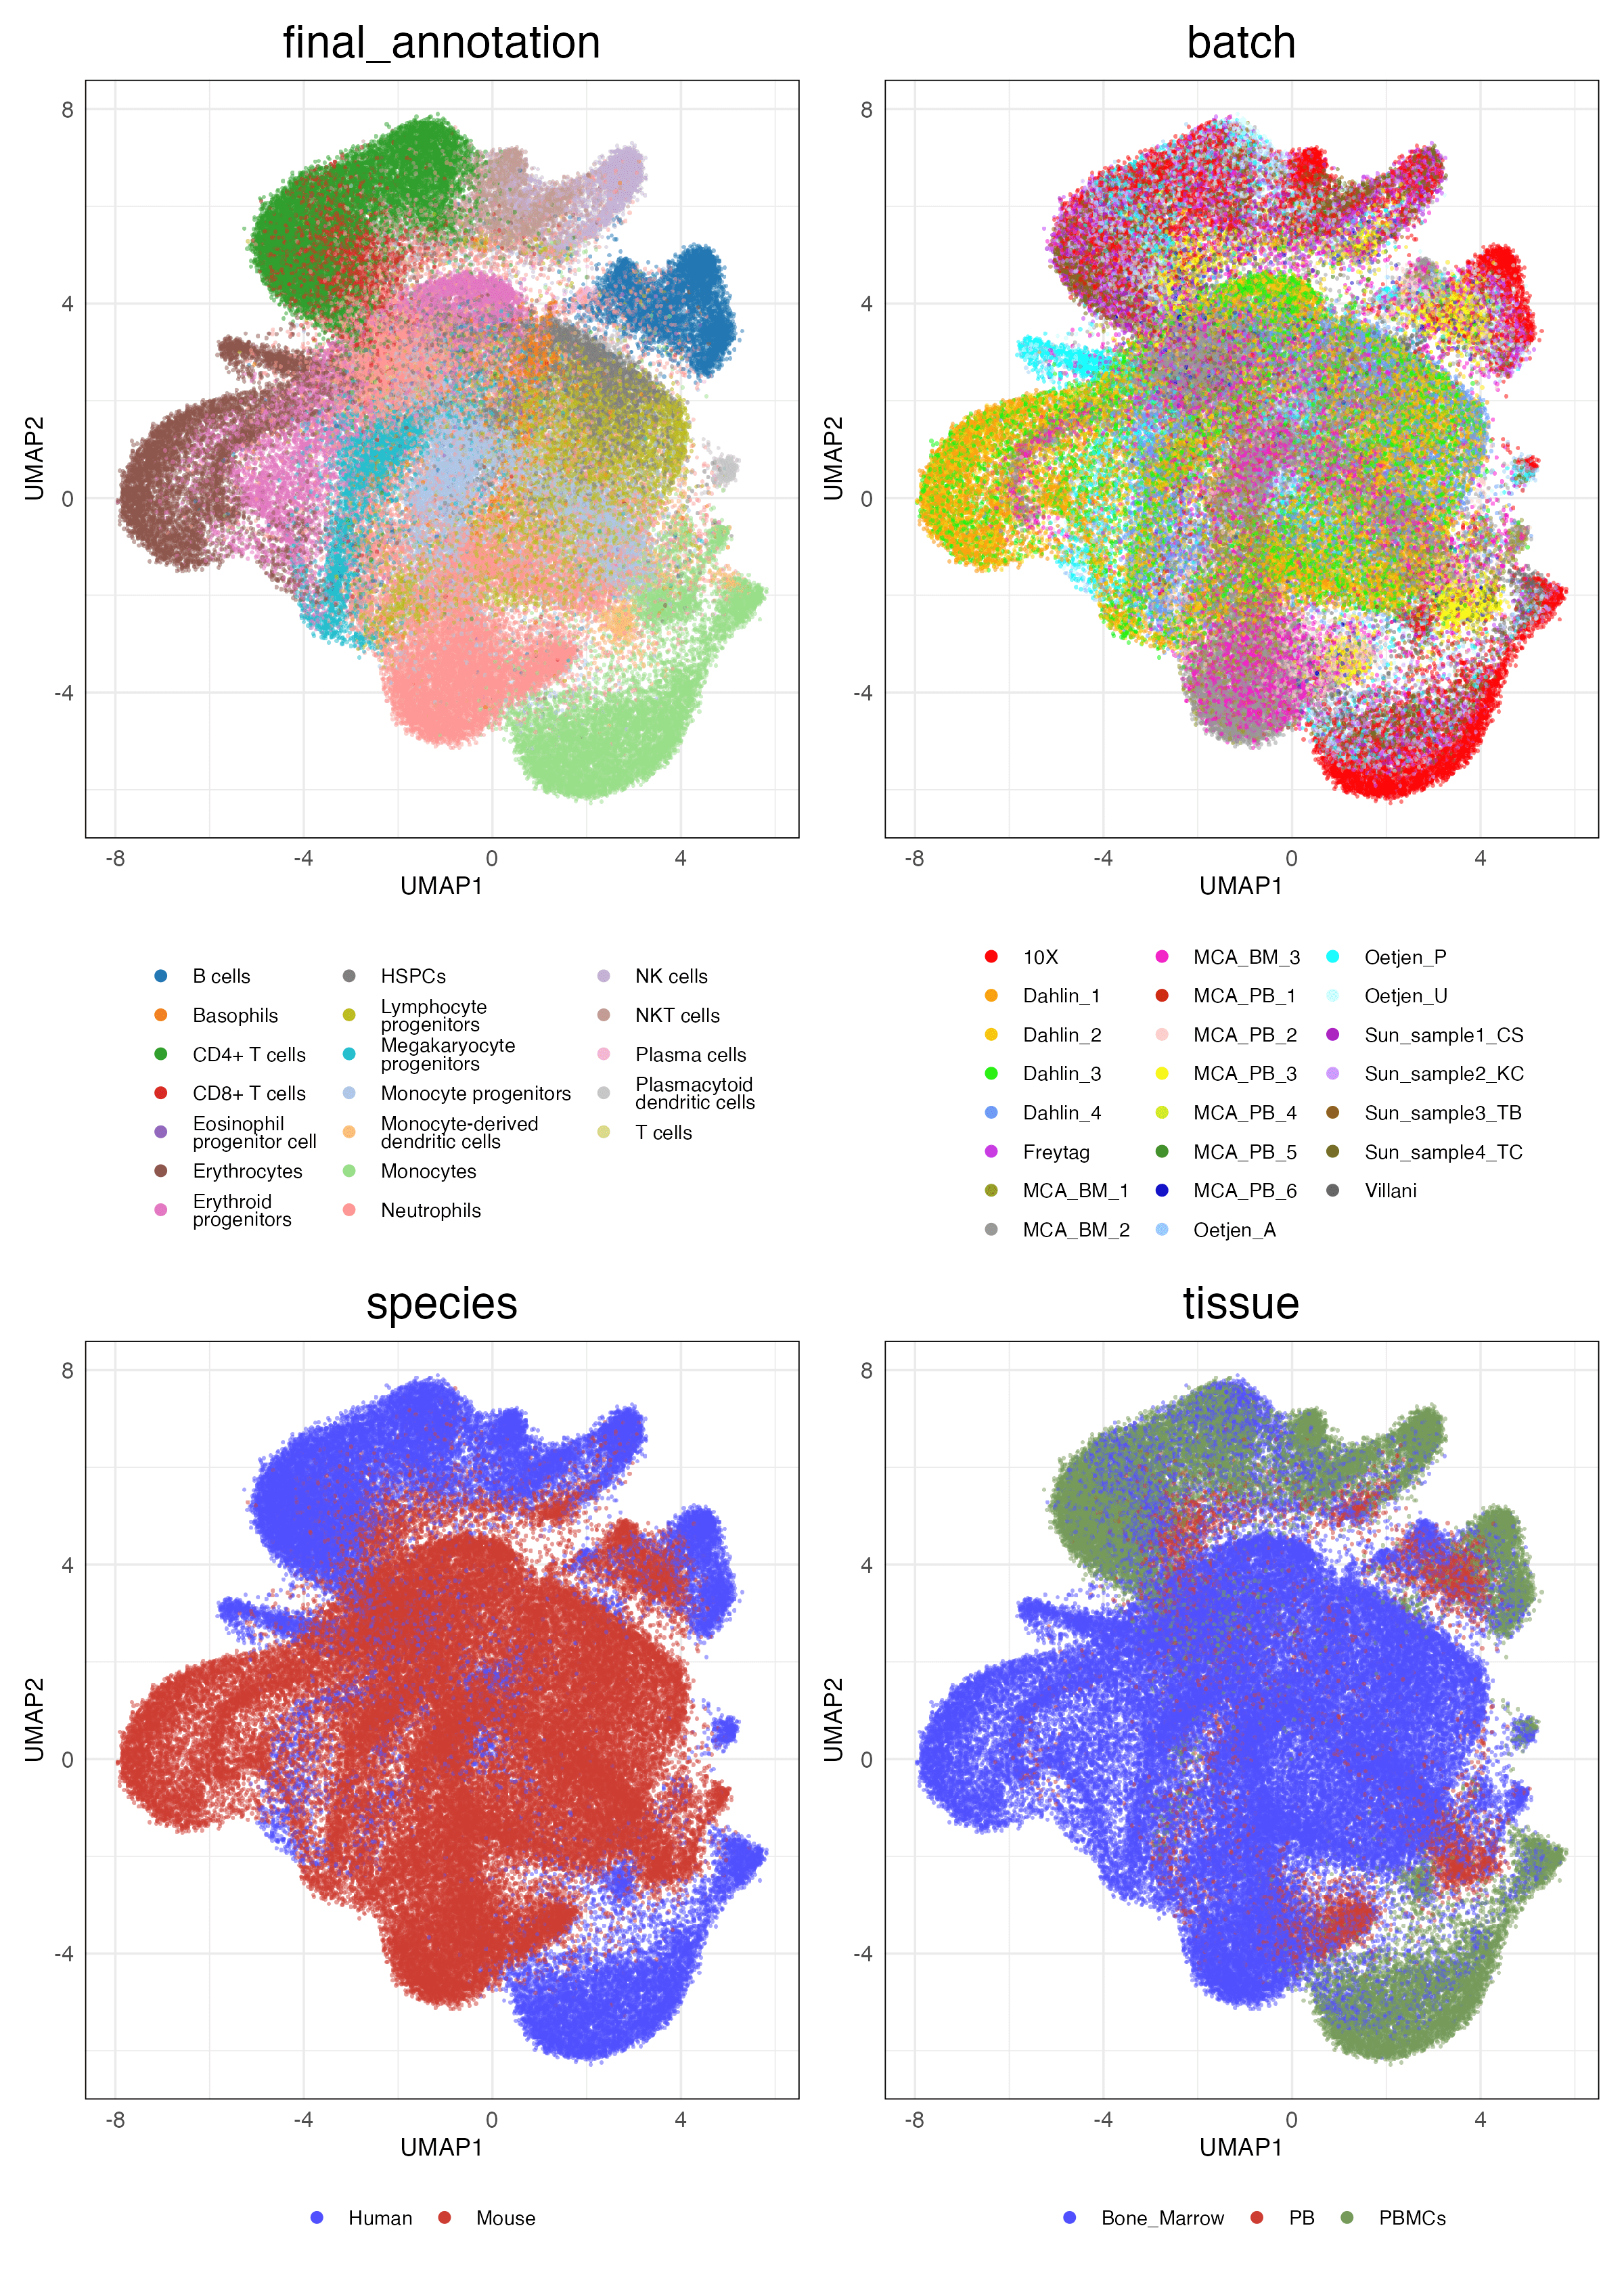 final_annotation
batch
8
4
0
-4
UMAP2
-8
-4
0
4
UMAP1
8
4
0
-4
UMAP2
-8
-4
0
4
UMAP1
B cells
Basophils
CD4+ T cells
CD8+ T cells
Eosinophil
progenitor cell
Erythrocytes
Erythroid
progenitors
HSPCs
Lymphocyte
progenitors
Megakaryocyte
progenitors
Monocyte progenitors
Monocyte-derived
dendritic cells
Monocytes
Neutrophils
NK cells
NKT cells
Plasma cells
Plasmacytoid
dendritic cells
T cells
10X
Dahlin_1
Dahlin_2
Dahlin_3
Dahlin_4
Freytag
MCA_BM_1
MCA_BM_2
MCA_BM_3
MCA_PB_1
MCA_PB_2
MCA_PB_3
MCA_PB_4
MCA_PB_5
MCA_PB_6
Oetjen_A
Oetjen_P
Oetjen_U
Sun_sample1_CS
Sun_sample2_KC
Sun_sample3_TB
Sun_sample4_TC
Villani
species
tissue
8
4
0
-4
UMAP2
-8
-4
0
4
UMAP1
8
4
0
-4
UMAP2
-8
-4
0
4
UMAP1
Human
Mouse
Bone_Marrow
PB
PBMCs